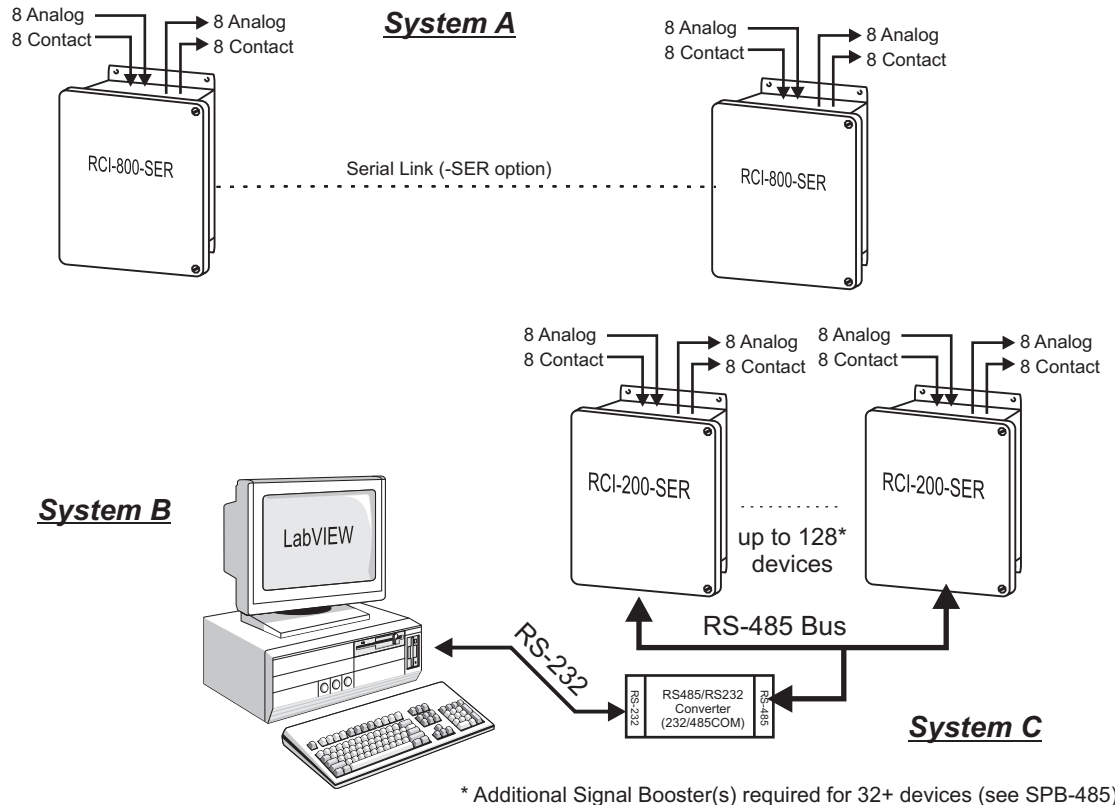 System A
8 Analog
8 Contact
8 Analog
8 Contact
RCI-800-SER
Serial Link (-SER option)
8 Analog
8 Contact
8 Analog
8 Contact
RCI-800-SER
8 Analog
8 Contact
8 Analog
8 Contact
RCI-200-SER
8 Analog
8 Contact
8 Analog
8 Contact
RCI-200-SER
up to 128*
devices
System B
LabVIEW
RS-232
RS-485 Bus
RS-232
RS485/RS232
Converter
(232/485COM)
RS-485
System C
* Additional Signal Booster(s) required for 32+ devices (see SPB-485)